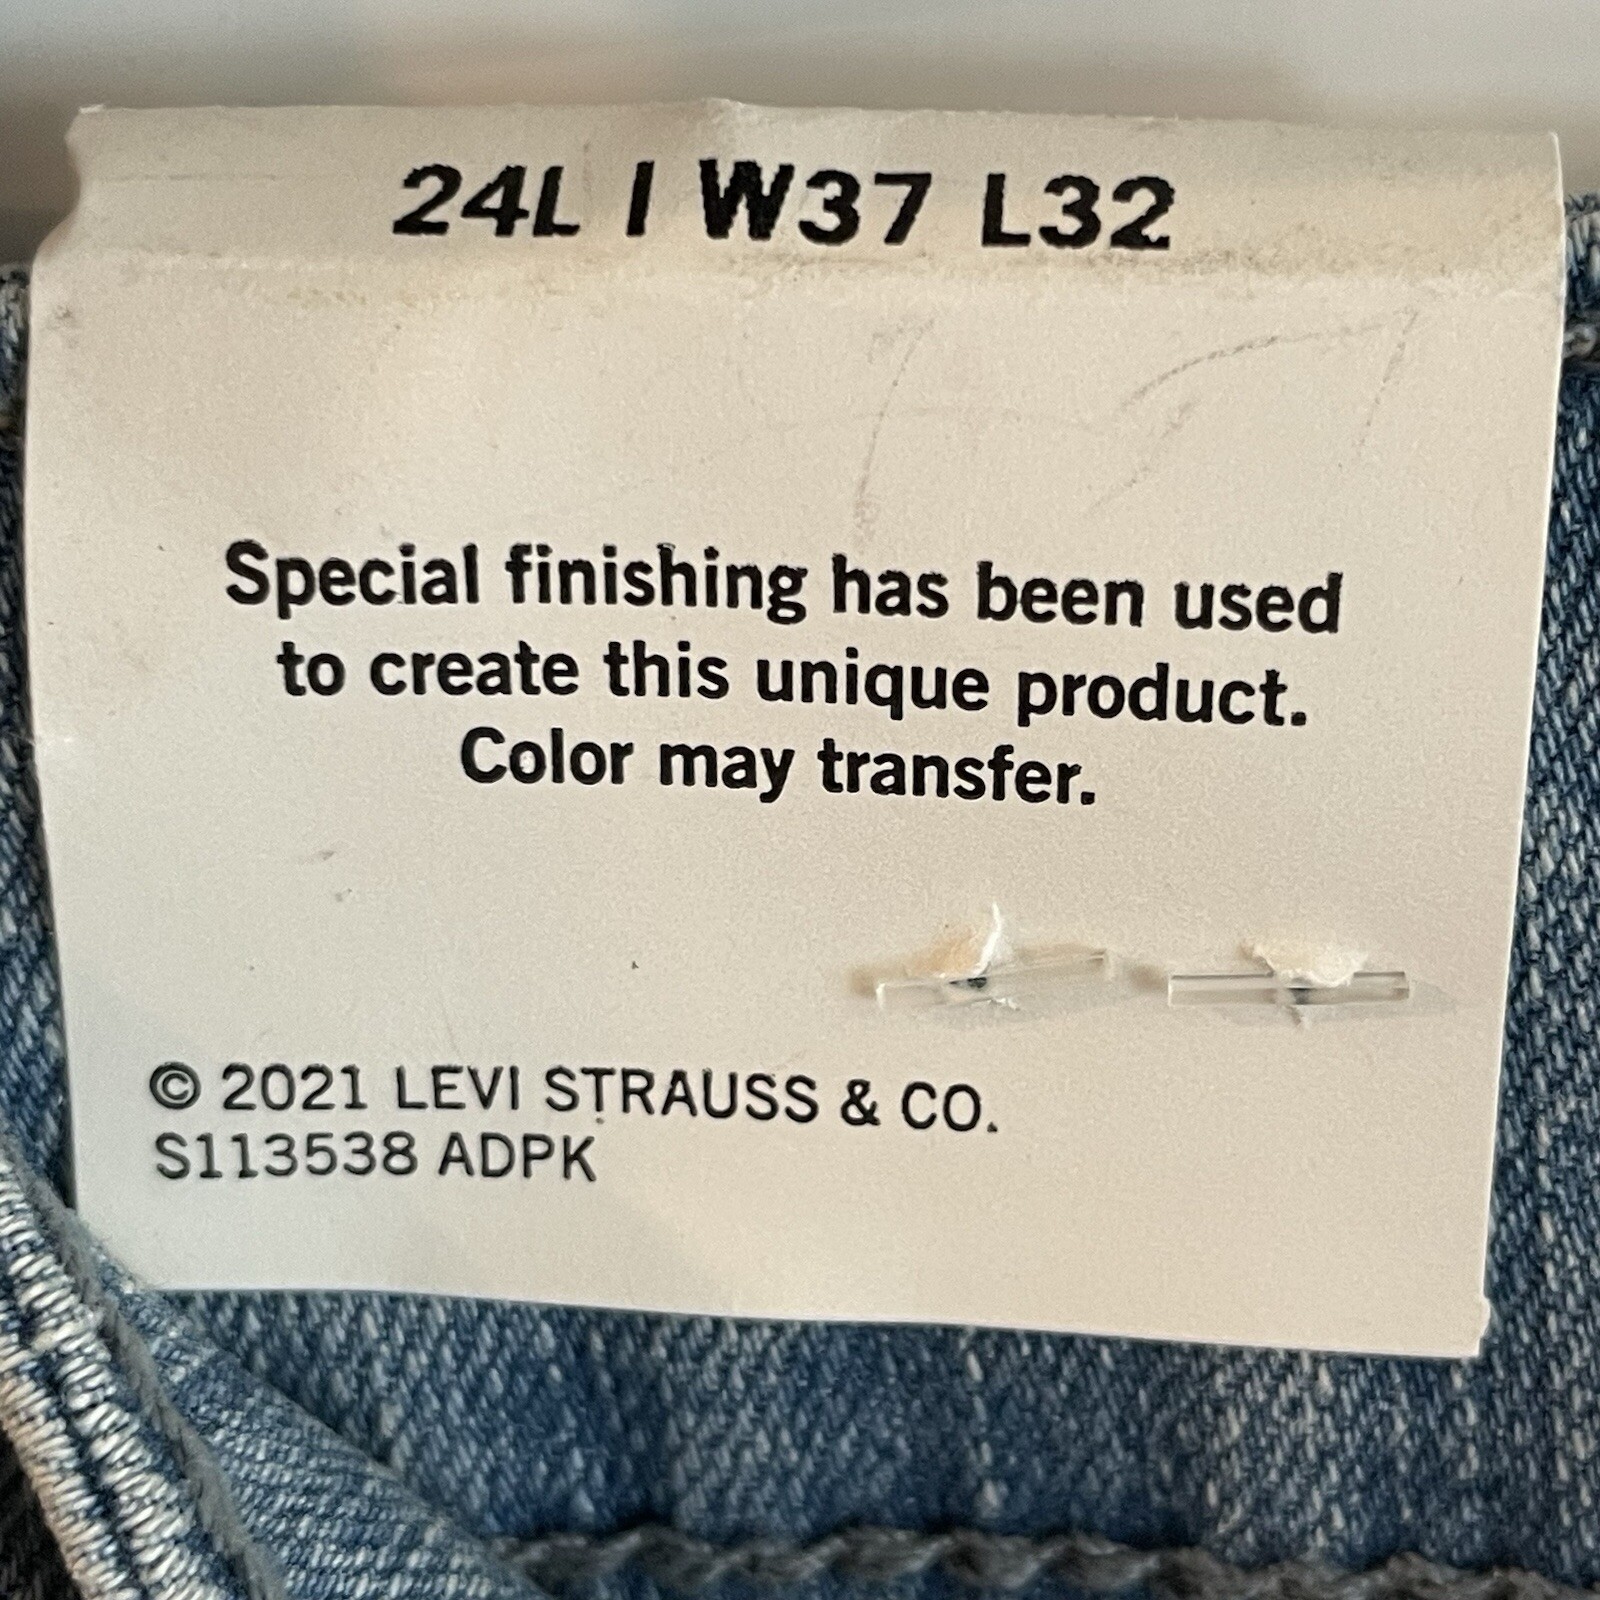 24L | W37 L32
Special finishing has been used
to create this unique product.
Color may transfer.
© 2021 LEVI STRAUSS & CO.
S113538 ADPK